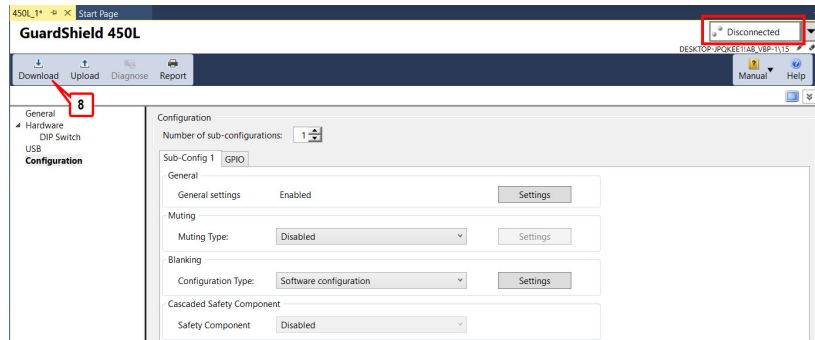 450L_1* Start Page
GuardShield 450L
Disconnected
DESKTOP-JPQKEE1!AB_VBP-1\15
Download Upload Diagnose Report
Manual Help
8
General
Hardware
DIP Switch
USB
Configuration
Configuration
Number of sub-configurations: 1
Sub-Config 1 GPIO
General
General settings Enabled Settings
Muting
Muting Type: Disabled Settings
Blanking
Configuration Type: Software configuration Settings
Cascaded Safety Component
Safety Component Disabled